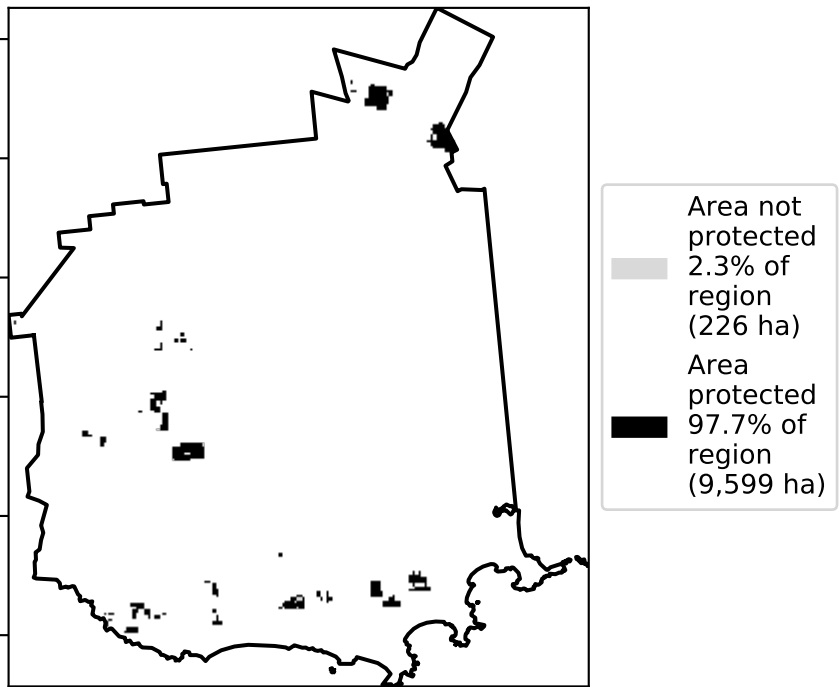 Area not
protected
2.3% of
region
(226 ha)
Area
protected
97.7% of
region
(9,599 ha)